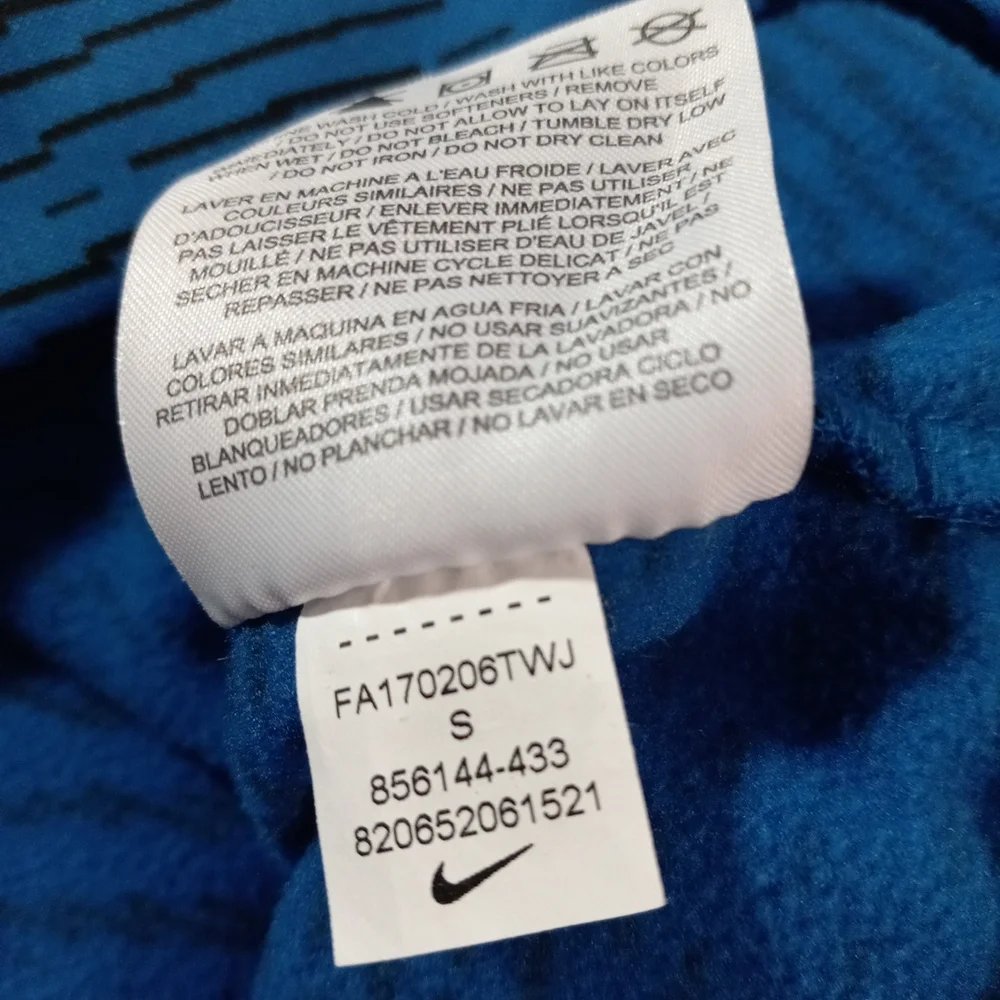 WASH COLD / WASH WITH LIKE COLORS
/ DO NOT USE SOFTENERS / REMOVE
IMMEDIATELY / DO NOT ALLOW TO LAY ON ITSELF
WHEN WET / DO NOT BLEACH / TUMBLE DRY LOW
/ DO NOT IRON / DO NOT DRY CLEAN
LAVER EN MACHINE A L'EAU FROIDE / LAVER AVEC
COULEURS SIMILAIRES / NE PAS UTILISER
D'ADOUCISSEUR / ENLEVER IMMEDIATEMENT / NE
PAS LAISSER LE VÊTEMENT PLIÉ LORSQU'IL EST
MOUILLÉ / NE PAS UTILISER D'EAU DE JAVEL /
SECHER EN MACHINE CYCLE DELICAT / NE PAS
REPASSER / NE PAS NETTOYER A SEC
LAVAR A MAQUINA EN AGUA FRIA / LAVAR CON
COLORES SIMILARES / NO USAR SUAVIZANTES /
RETIRAR INMEDIATAMENTE DE LA LAVADORA / NO
DOBLAR PRENDA MOJADA / NO USAR
BLANQUEADORES / USAR SECADORA CICLO
LENTO / NO PLANCHAR / NO LAVAR EN SECO
FA170206TWJ
S
856144-433
820652061521